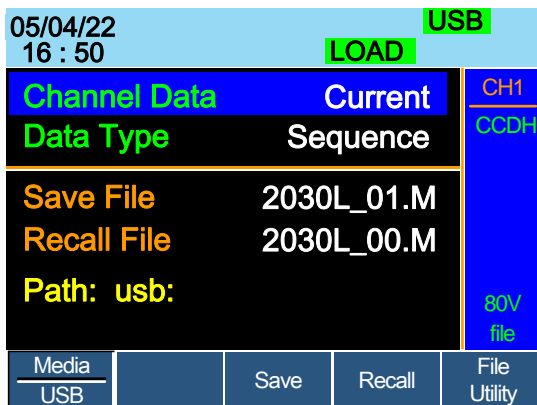 05/04/22
USB
16 : 50
LOAD
Channel Data Current
CH1
Data Type Sequence
CCDH
Save File 2030L_01.M
Recall File 2030L_00.M
Path: usb:
80V
file
Media
USB
Save
Recall
File
Utility